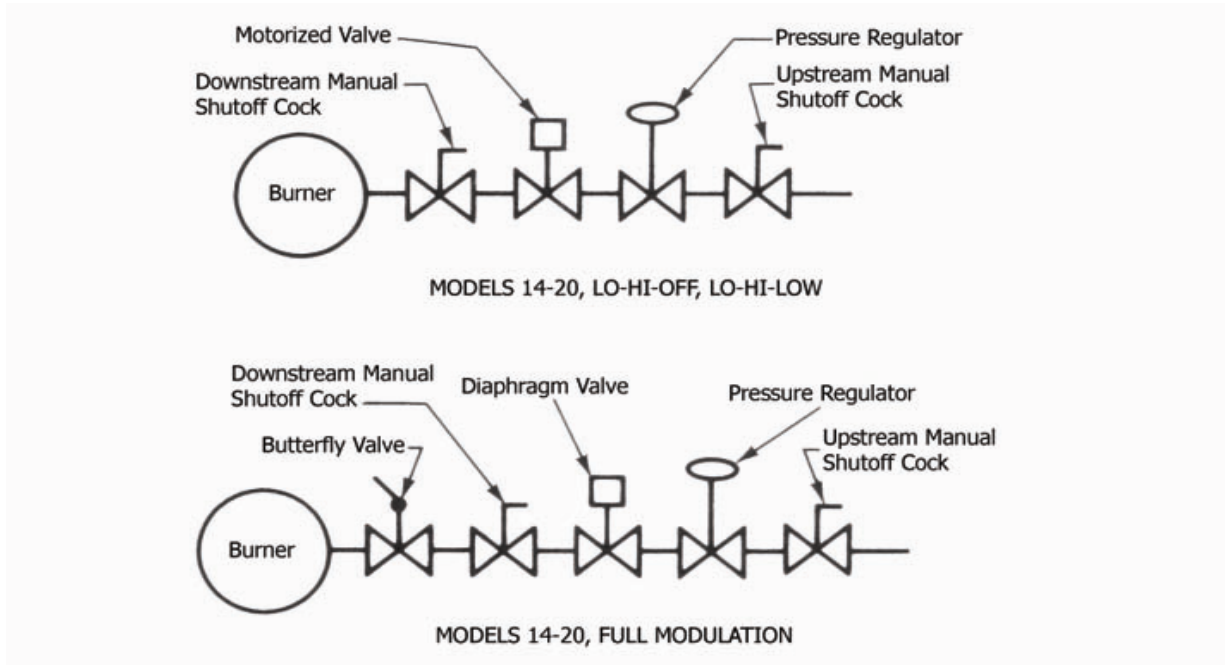 Motorized Valve
Pressure Regulator
Downstream Manual
Shutoff Cock
Upstream Manual
Shutoff Cock
Burner
MODELS 14-20, LO-HI-OFF, LO-HI-LOW
Downstream Manual
Shutoff Cock
Diaphragm Valve
Pressure Regulator
Butterfly Valve
Upstream Manual
Shutoff Cock
Burner
MODELS 14-20, FULL MODULATION